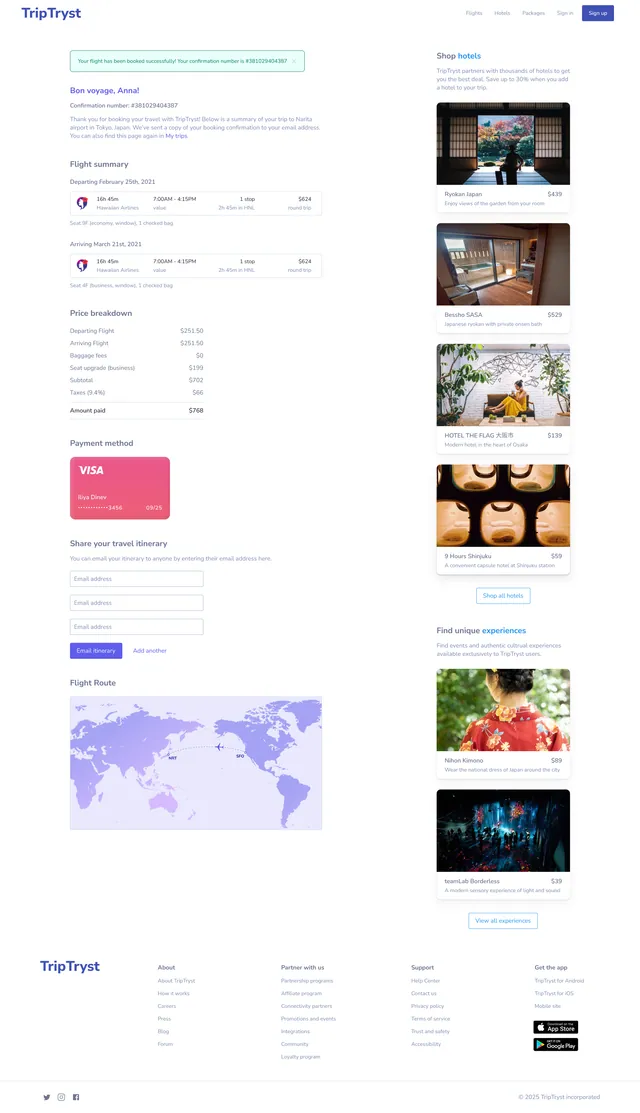 TripTryst
Flights Hotels Packages Sign in Sign up
Your flight has been booked successfully! Your confirmation number is #381029404387
Bon voyage, Anna!
Confirmation number: #381029404387
Thank you for booking your travel with TripTryst! Below is a summary of your trip to Narita
airport in Tokyo, Japan. We've sent a copy of your booking confirmation to your email address.
You can also find this page again in My trips.
Flight summary
Departing February 25th, 2021
16h 45m 7:00AM - 4:15PM 1 stop $624
Hawaiian Airlines value 2h 45m in HNL round trip
Seat 9F (economy, window), 1 checked bag
Arriving March 21st, 2021
16h 45m 7:00AM - 4:15PM 1 stop $624
Hawaiian Airlines value 2h 45m in HNL round trip
Seat 4F (business, window), 1 checked bag
Price breakdown
Departing Flight $251.50
Arriving Flight $251.50
Baggage fees $0
Seat upgrade (business) $199
Subtotal $702
Taxes (9.4%) $66
Amount paid $768
Payment method
VISA
Iliya Dinev
••••••••••••3456 09/25
Share your travel itinerary
You can email your itinerary to anyone by entering their email address here.
Email address
Email address
Email address
Email itinerary Add another
Flight Route
NRT SFO
Shop hotels
TripTryst partners with thousands of hotels to get
you the best deal. Save up to 30% when you add
a hotel to your trip.
Ryokan Japan $439
Enjoy views of the garden from your room
Bessho SASA $529
Japanese ryokan with private onsen bath
HOTEL THE FLAG 大阪市 $139
Modern hotel in the heart of Osaka
9 Hours Shinjuku $59
A convenient capsule hotel at Shinjuku station
Shop all hotels
Find unique experiences
Find events and authentic cultrual experiences
available exclusively to TripTryst users.
Nihon Kimono $89
Wear the national dress of Japan around the city
teamLab Borderless $39
A modern sensory experience of light and sound
View all experiences
TripTryst
About
About TripTryst
How it works
Careers
Press
Blog
Forum
Partner with us
Partnership programs
Affiliate program
Connectivity partners
Promotions and events
Integrations
Community
Loyalty program
Support
Help Center
Contact us
Privacy policy
Terms of service
Trust and safety
Accessibility
Get the app
TripTryst for Android
TripTryst for iOS
Mobile site
Download on the
App Store
GET IT ON
Google Play
© 2025 TripTryst incorporated